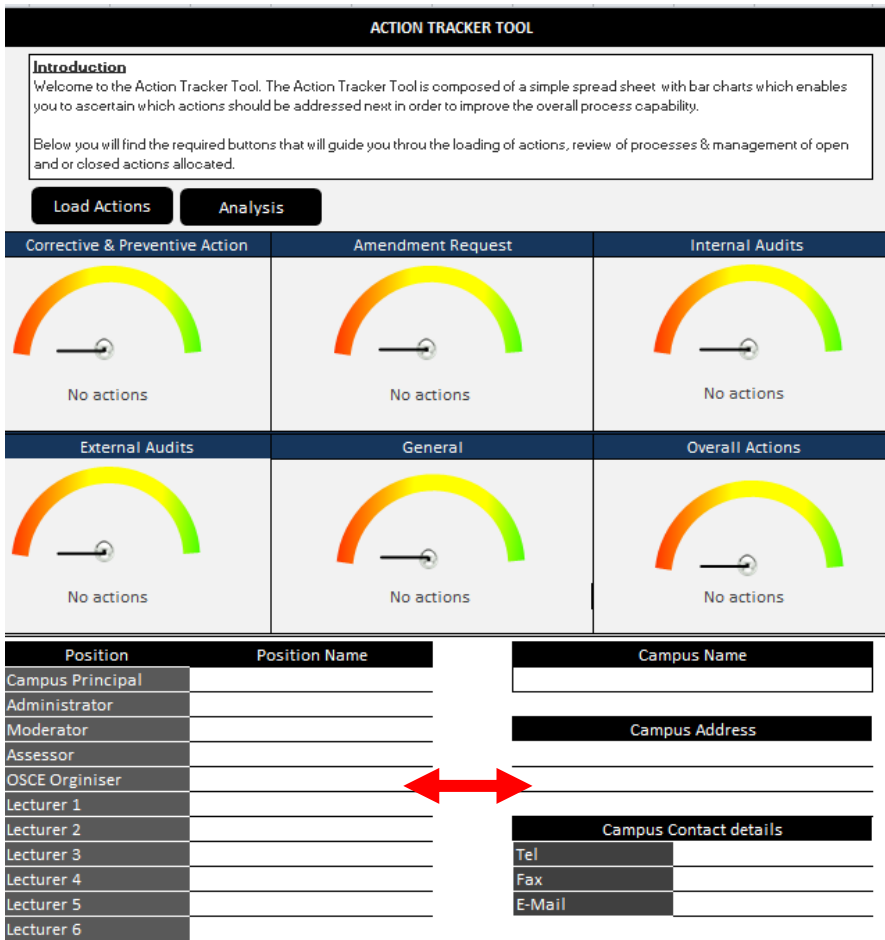 ACTION TRACKER TOOL
Introduction
Welcome to the Action Tracker Tool. The Action Tracker Tool is composed of a simple spread sheet with bar charts which enables
you to ascertain which actions should be addressed next in order to improve the overall process capability.
Below you will find the required buttons that will guide you throu the loading of actions, review of processes & management of open
and or closed actions allocated.
Load Actions Analysis
Corrective & Preventive Action Amendment Request Internal Audits
No actions No actions No actions
External Audits General Overall Actions
No actions No actions No actions
Position Position Name Campus Name
Campus Principal
Administrator
Moderator Campus Address
Assessor
OSCE Orginiser
Lecturer 1
Lecturer 2 Campus Contact details
Lecturer 3 Tel
Lecturer 4 Fax
Lecturer 5 E-Mail
Lecturer 6